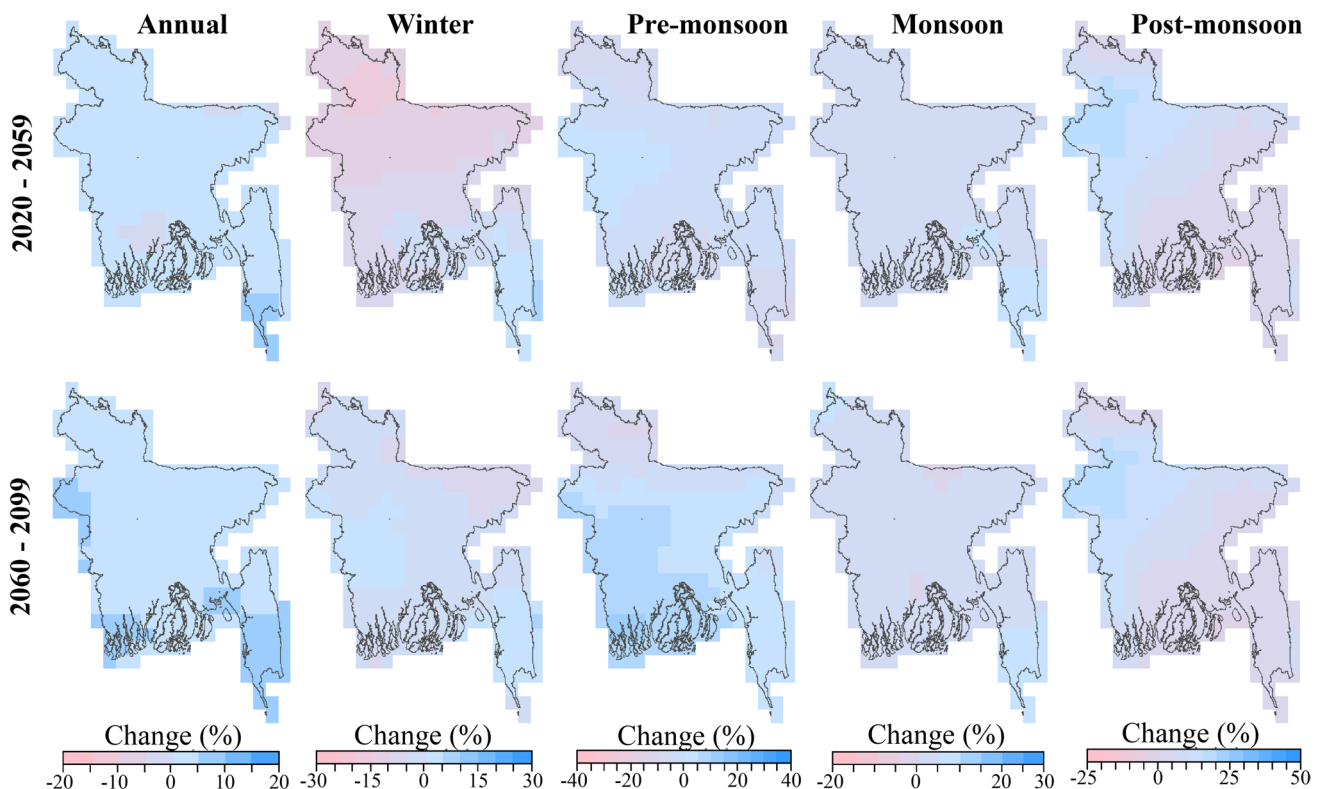 Annual Winter Pre-monsoon Monsoon Post-monsoon
2020 - 2059
2060 - 2099
Change (%) Change (%) Change (%) Change (%) Change (%)
-20 -10 0 10 20 -30 -15 0 15 30 -40 -20 0 20 40 -20 0 30 -25 0 25 50